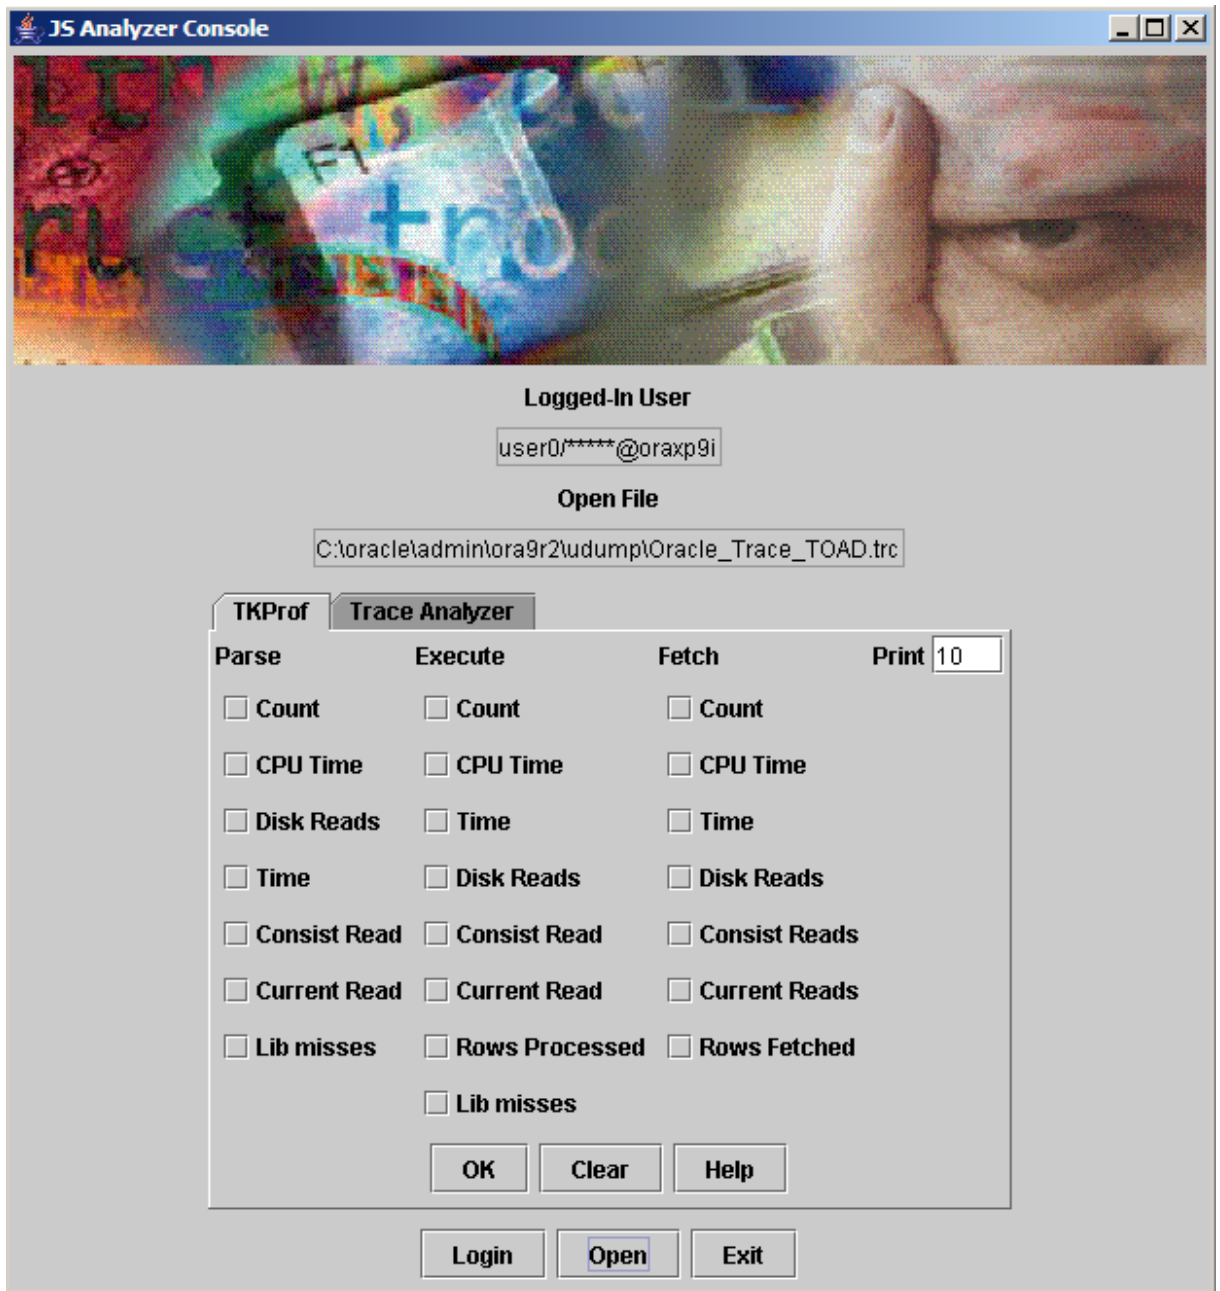 JS Analyzer Console
Logged-In User
user0/*****@oraxp9i
Open File
C:\oracle\admin\ora9r2\udump\Oracle_Trace_TOAD.trc
TKProf Trace Analyzer
Parse Execute Fetch Print 10
Count Count Count
CPU Time CPU Time CPU Time
Disk Reads Time Time
Time Disk Reads Disk Reads
Consist Read Consist Read Consist Reads
Current Read Current Read Current Reads
Lib misses Rows Processed Rows Fetched
Lib misses
OK Clear Help
Login Open Exit